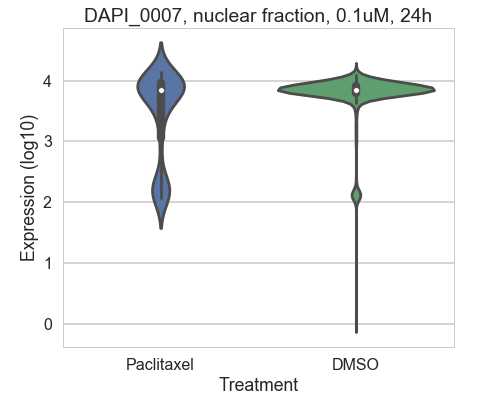 DAPI_0007, nuclear fraction, 0.1uM, 24h
Expression (log10)
4
3
2
1
0
Paclitaxel DMSO
Treatment